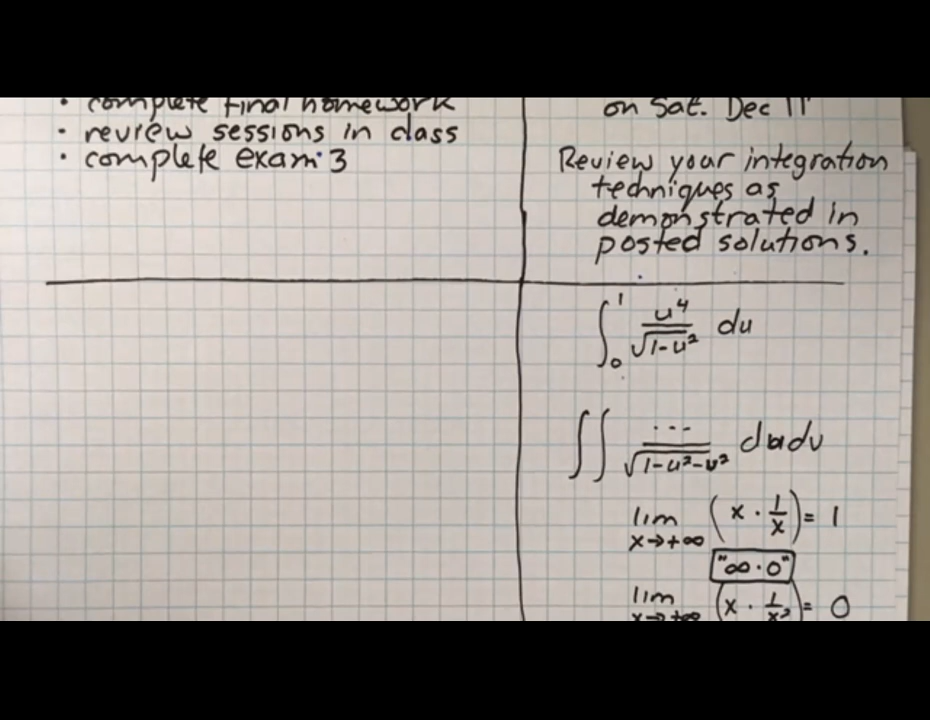 • complete final homework
• review sessions in class
• complete exam 3
on Sat. Dec 11
Review your integration
techniques as
demonstrated in
posted solutions.
∫₀¹ u⁴/√(1-u²) du
∫∫ .../√(1-u²-v²) du dv
lim x→+∞ (x · 1/x) = 1
"∞ · 0"
lim x→+∞ (x · 1/x²) = 0